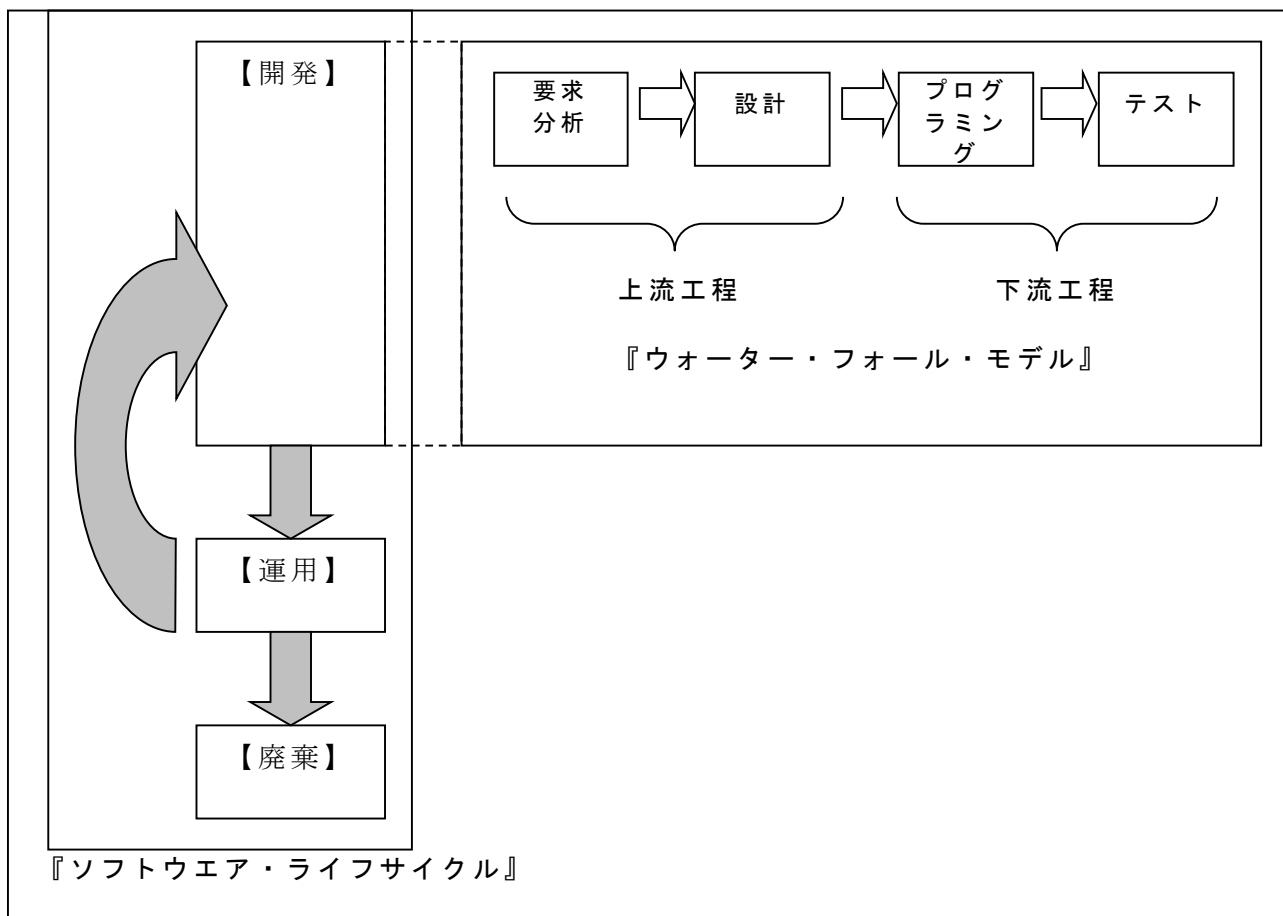 【開発】
要求
分析
設計
プログ
ラミン
グ
テスト
上流工程
下流工程
『ウォーター・フォール・モデル』
【運用】
【廃棄】
『ソフトウエア・ライフサイクル』